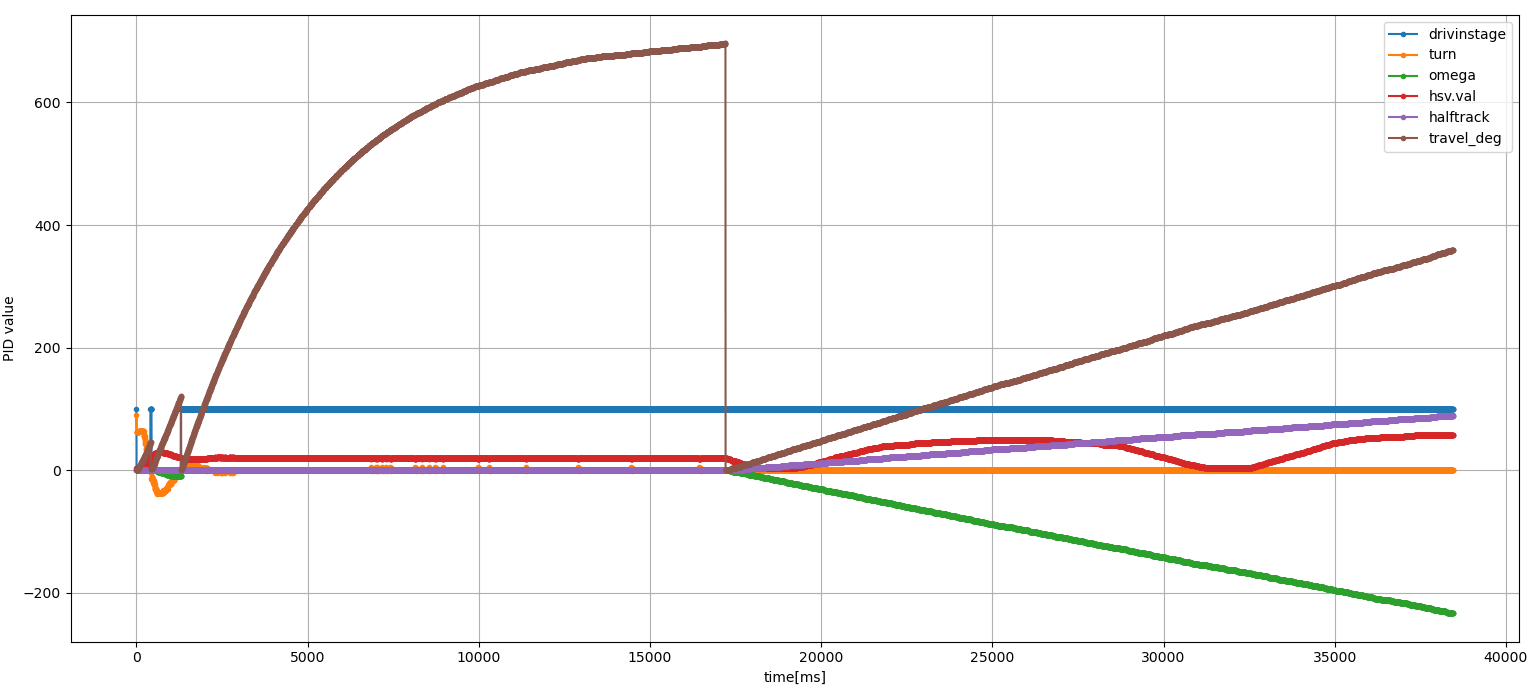 600
400
200
0
−200
PID value
0
5000
10000
15000
20000
25000
30000
35000
40000
time[ms]
drivinstage
turn
omega
hsv.val
halftrack
travel_deg